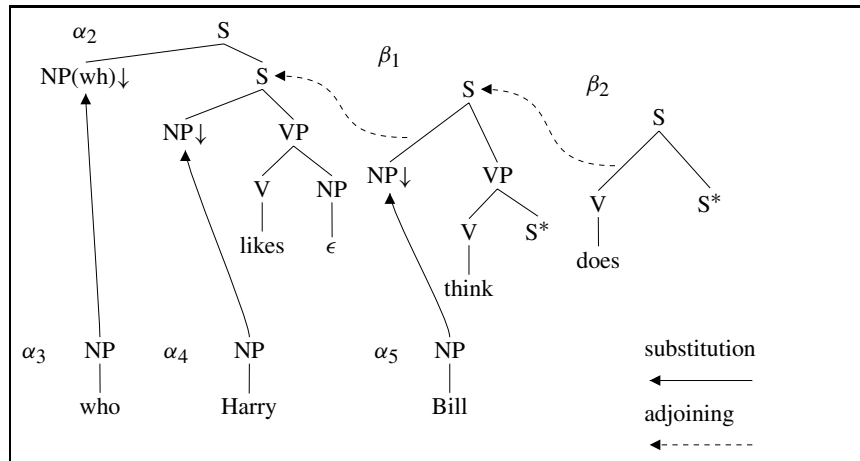 α2 S β1
NP(wh)↓ S β2
S
S
NP↓ VP
NP↓ VP
V NP V S*
V S*
likes ϵ does
think
α3 NP α4 NP α5 NP substitution
who Harry Bill
adjoining